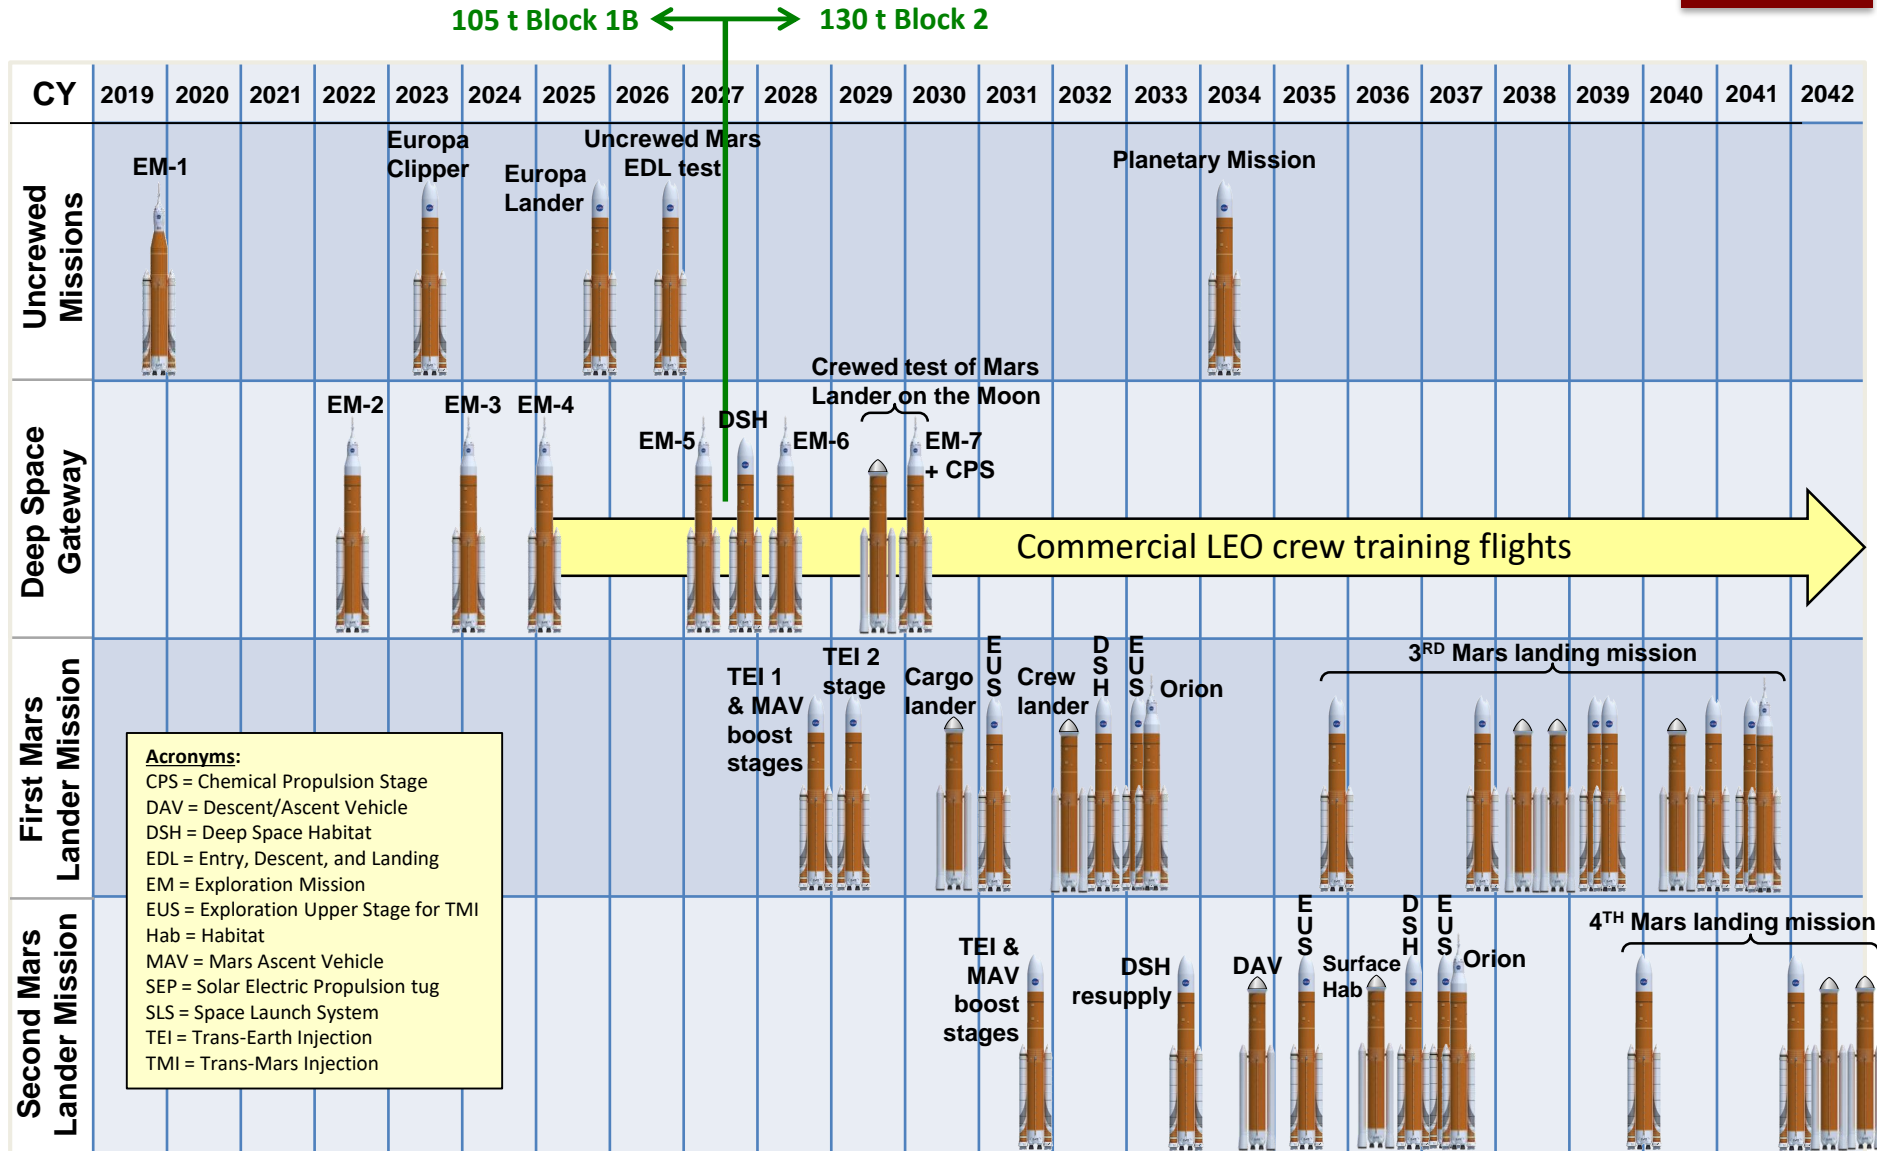 105 t Block 1B
130 t Block 2
CY 2019 2020 2021 2022 2023 2024 2025 2026 2027 2028 2029 2030 2031 2032 2033 2034 2035 2036 2037 2038 2039 2040 2041 2042
Uncrewed
Missions
EM-1
Europa
Clipper
Europa
Lander
Uncrewed Mars
EDL test
Planetary Mission
Deep Space
Gateway
EM-2
EM-3
EM-4
EM-5
DSH
EM-6
Crewed test of Mars
Lander on the Moon
EM-7
+ CPS
Commercial LEO crew training flights
First Mars
Lander Mission
TEI 1
& MAV
boost
stages
TEI 2
stage
Cargo
lander
EUS
Crew
lander
DSH
EUS
Orion
3RD Mars landing mission
Acronyms:
CPS = Chemical Propulsion Stage
DAV = Descent/Ascent Vehicle
DSH = Deep Space Habitat
EDL = Entry, Descent, and Landing
EM = Exploration Mission
EUS = Exploration Upper Stage for TMI
Hab = Habitat
MAV = Mars Ascent Vehicle
SEP = Solar Electric Propulsion tug
SLS = Space Launch System
TEI = Trans-Earth Injection
TMI = Trans-Mars Injection
Second Mars
Lander Mission
TEI &
MAV
boost
stages
DSH
resupply
DAV
EUS
Surface
Hab
DSH
EUS
Orion
4TH Mars landing mission